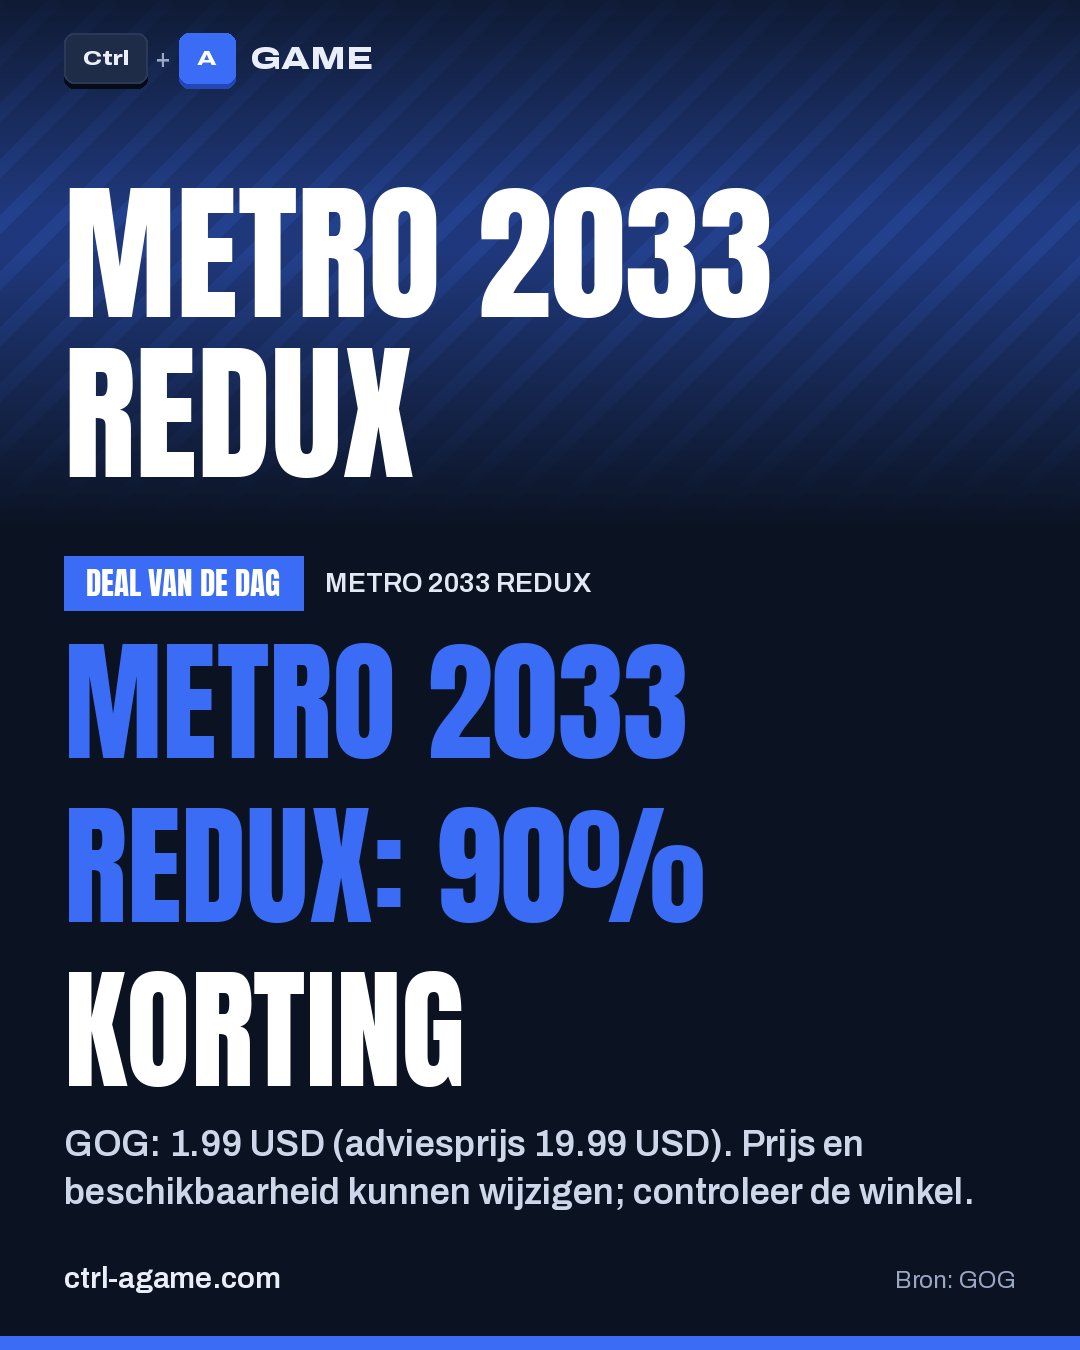 Ctrl + A GAME
METRO 2033
REDUX
DEAL VAN DE DAG METRO 2033 REDUX
METRO 2033
REDUX: 90%
KORTING
GOG: 1.99 USD (adviesprijs 19.99 USD). Prijs en
beschikbaarheid kunnen wijzigen; controleer de winkel.
ctrl-agame.com Bron: GOG